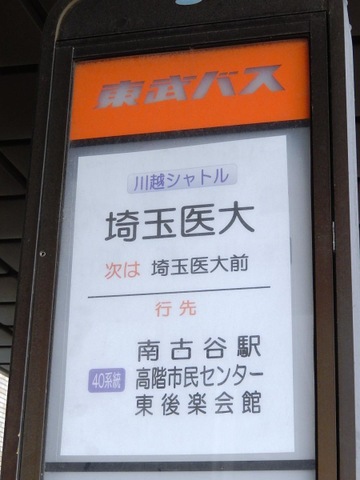 東武バス
川越シャトル
埼玉医大
次は 埼玉医大前
行先
南古谷駅
40系統 高階市民センター
東後楽会館